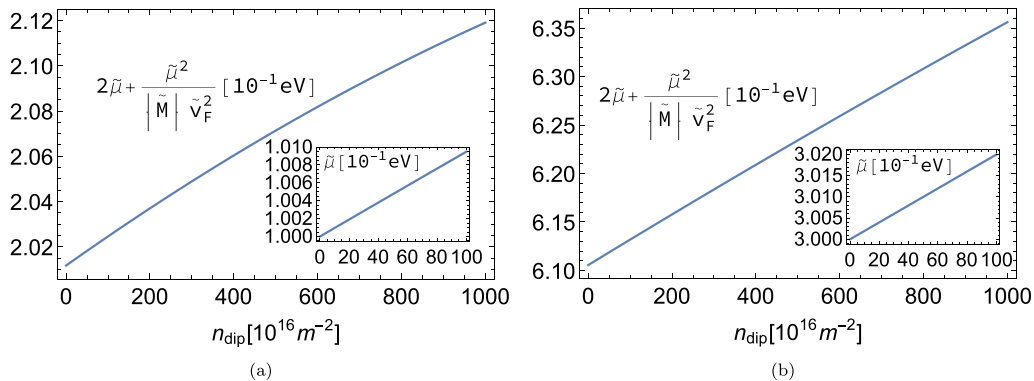 2.12
2.10
2.08
2.06
2.04
2.02
2μ̃ + μ̃² / |M̃| ṽ_F² [10⁻¹eV]
1.010
1.008
1.006
1.004
1.002
1.000
μ̃[10⁻¹eV]
0 20 40 60 80 100
0 200 400 600 800 1000
n_dip[10¹⁶m⁻²]
(a)
6.35
6.30
6.25
6.20
6.15
6.10
2μ̃ + μ̃² / |M̃| ṽ_F² [10⁻¹eV]
3.020
3.015
3.010
3.005
3.000
μ̃[10⁻¹eV]
0 20 40 60 80 100
0 200 400 600 800 1000
n_dip[10¹⁶m⁻²]
(b)